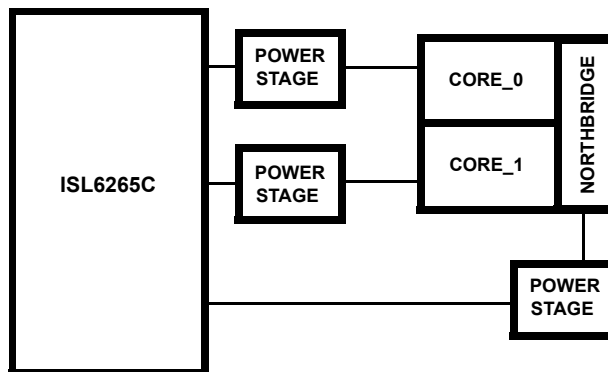 POWER
STAGE
CORE_0
NORTHBRIDGE
ISL6265C
POWER
STAGE
CORE_1
POWER
STAGE